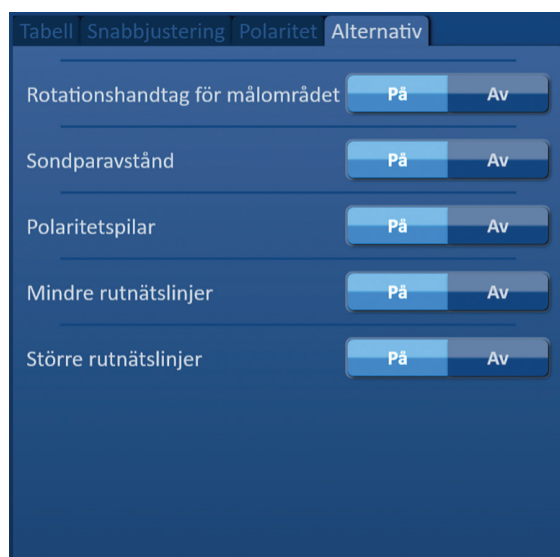 Tabell Snabbjustering Polaritet Alternativ
Rotationshandtag för målområdet På Av
Sondparavstånd På Av
Polaritetspilar På Av
Mindre rutnätslinjer På Av
Större rutnätslinjer På Av